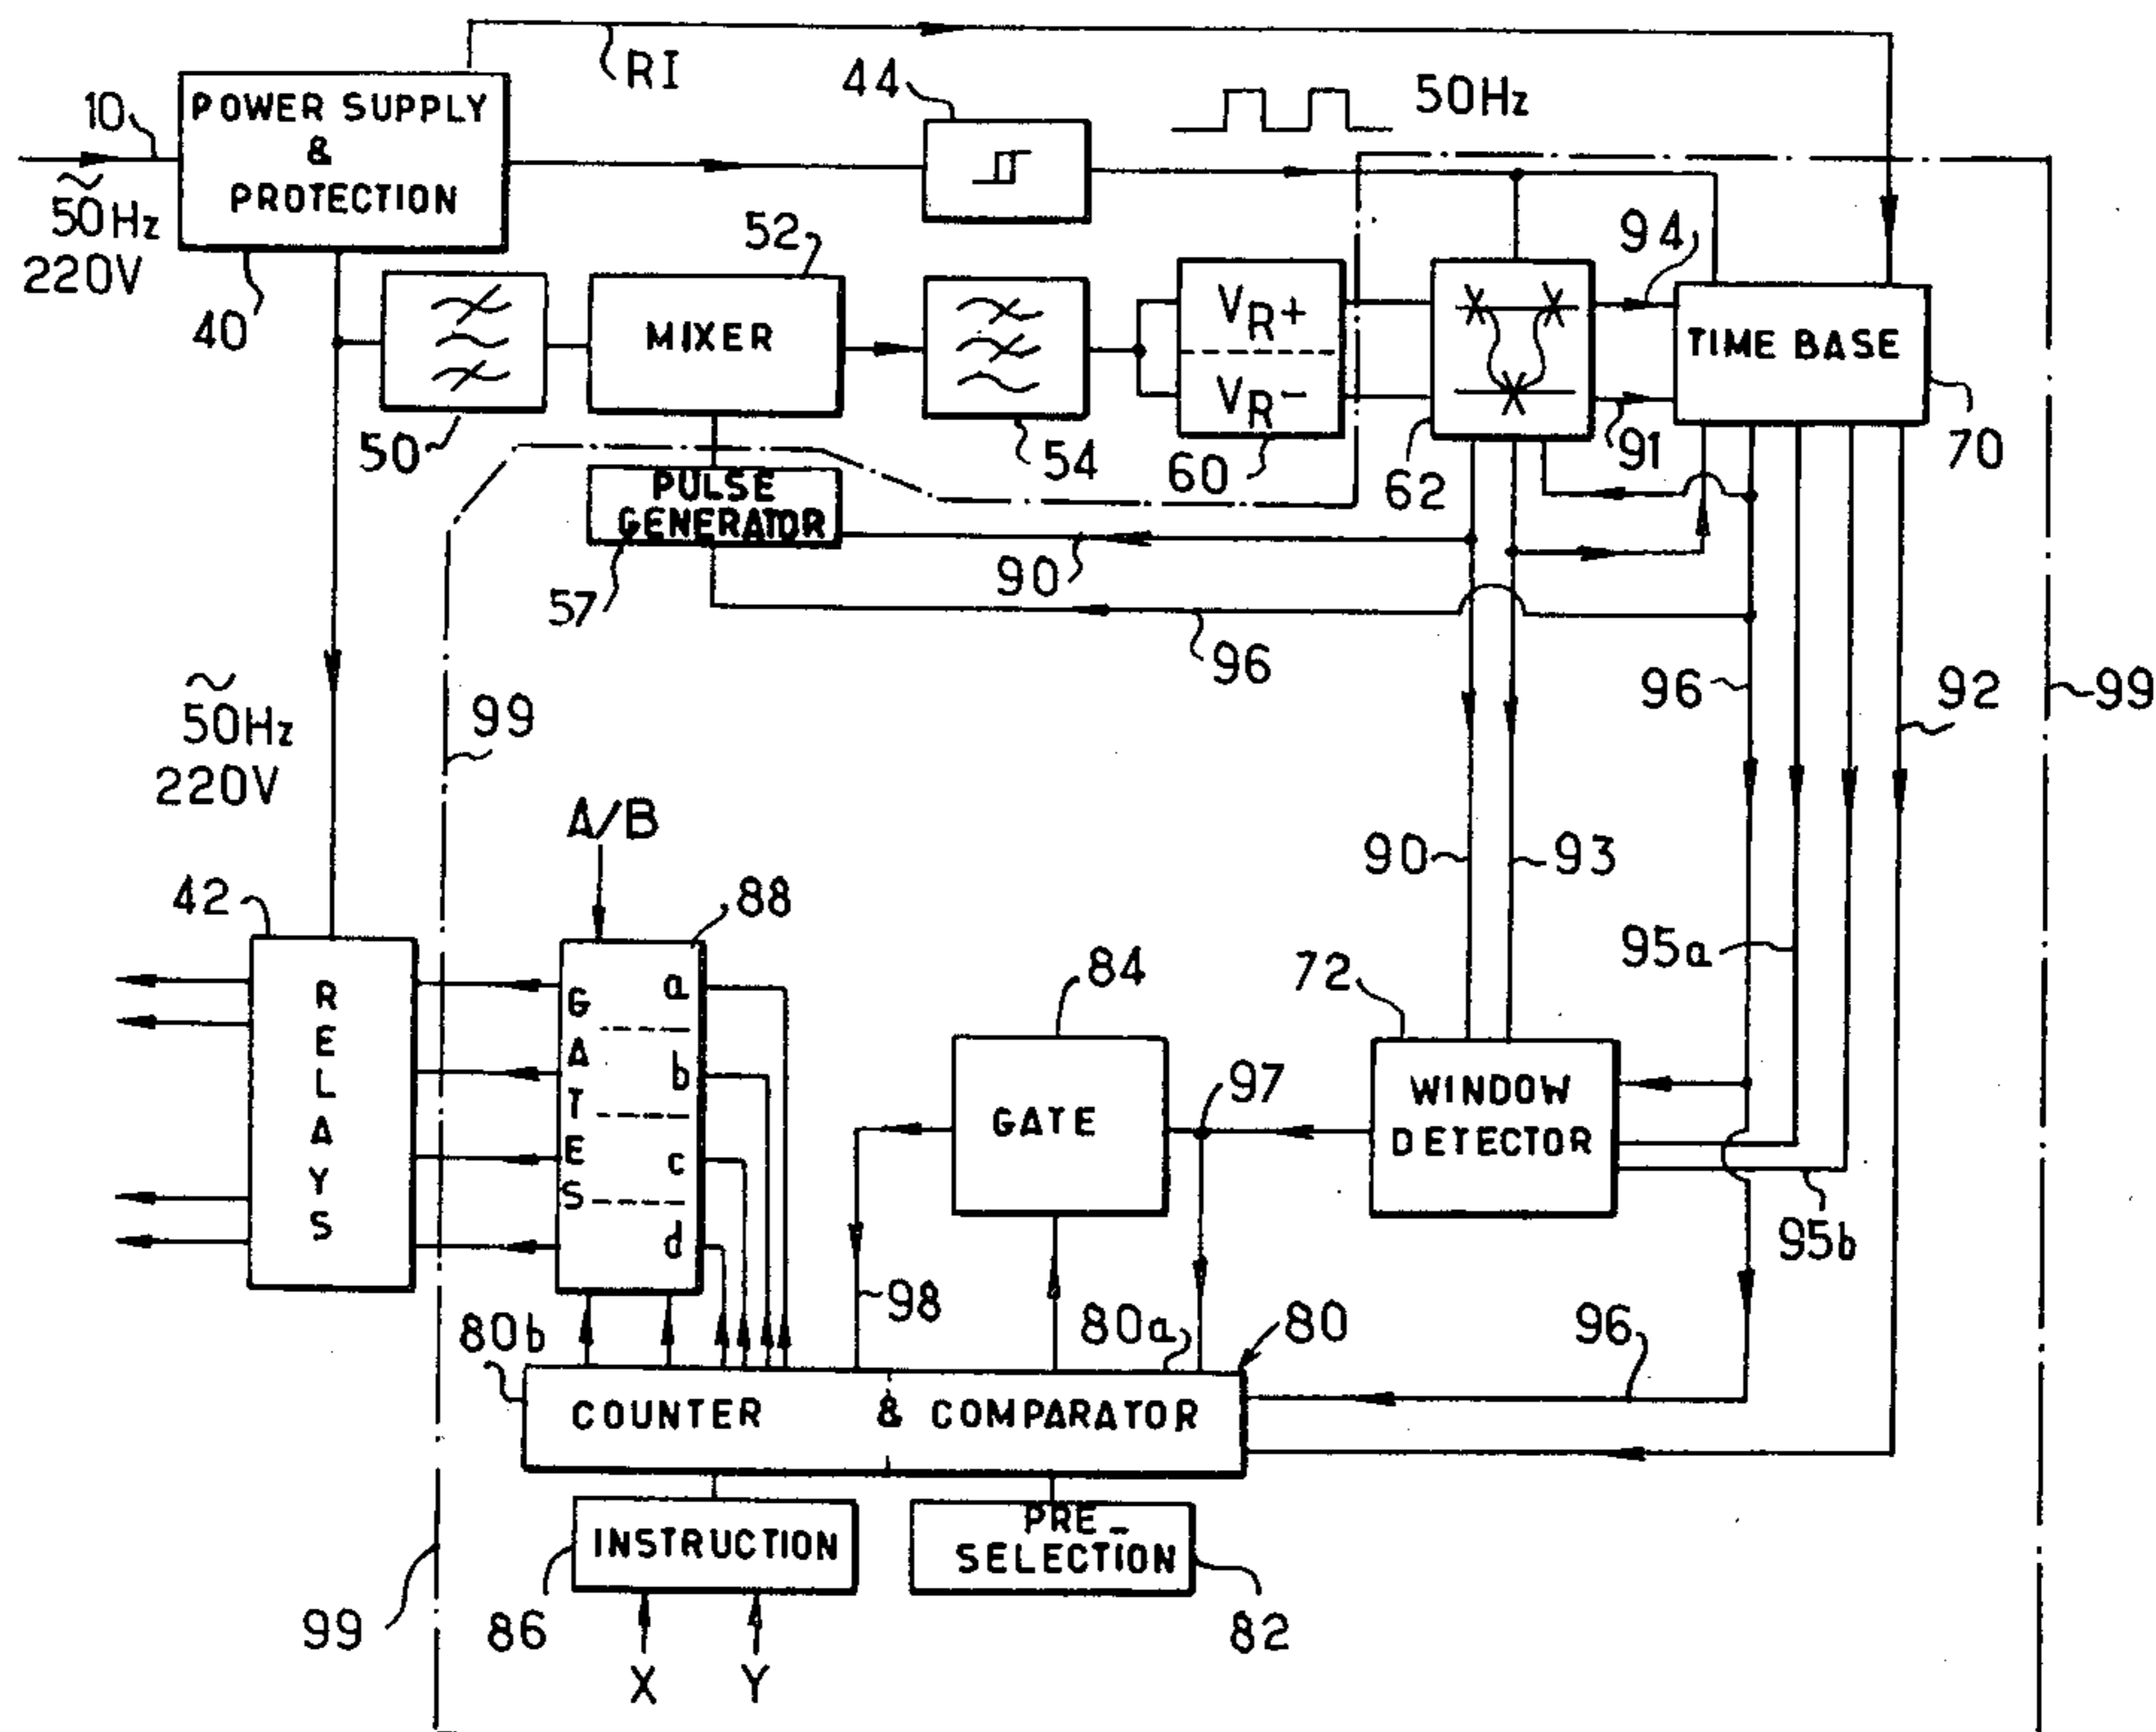 RI
44
50Hz
10
POWER SUPPLY
&
PROTECTION
~
50Hz
220V
40
52
94
MIXER
VR+
VR-
TIME BASE
50
54
60
62
91
70
PULSE
GENERATOR
57
90
96
96
92
99
99
~
50Hz
220V
A/B
90
93
42
88
95a
84
72
RELAYS
GATES
a
b
c
d
GATE
97
WINDOW
DETECTOR
95b
98
80b
80a
80
96
COUNTER & COMPARATOR
INSTRUCTION
PRE-
SELECTION
99
86
82
X
Y